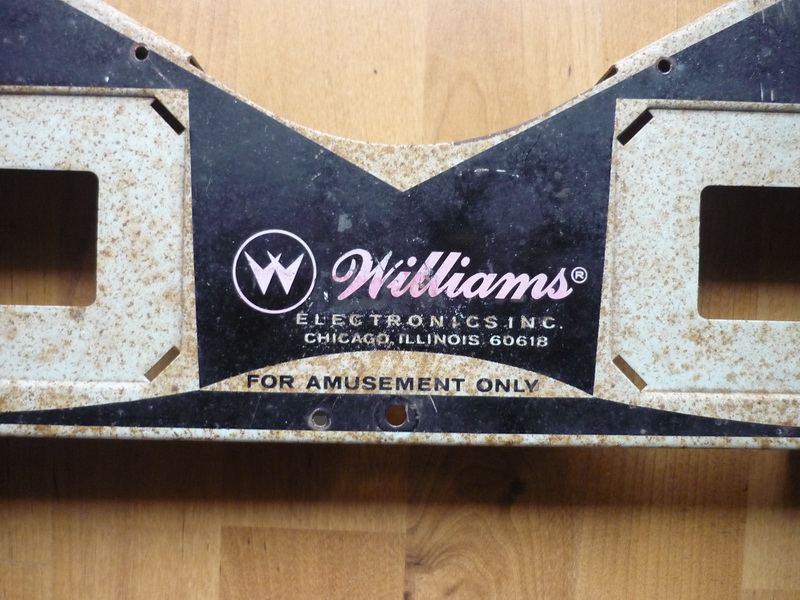 W Williams®
ELECTRONICS INC.
CHICAGO, ILLINOIS 60618
FOR AMUSEMENT ONLY